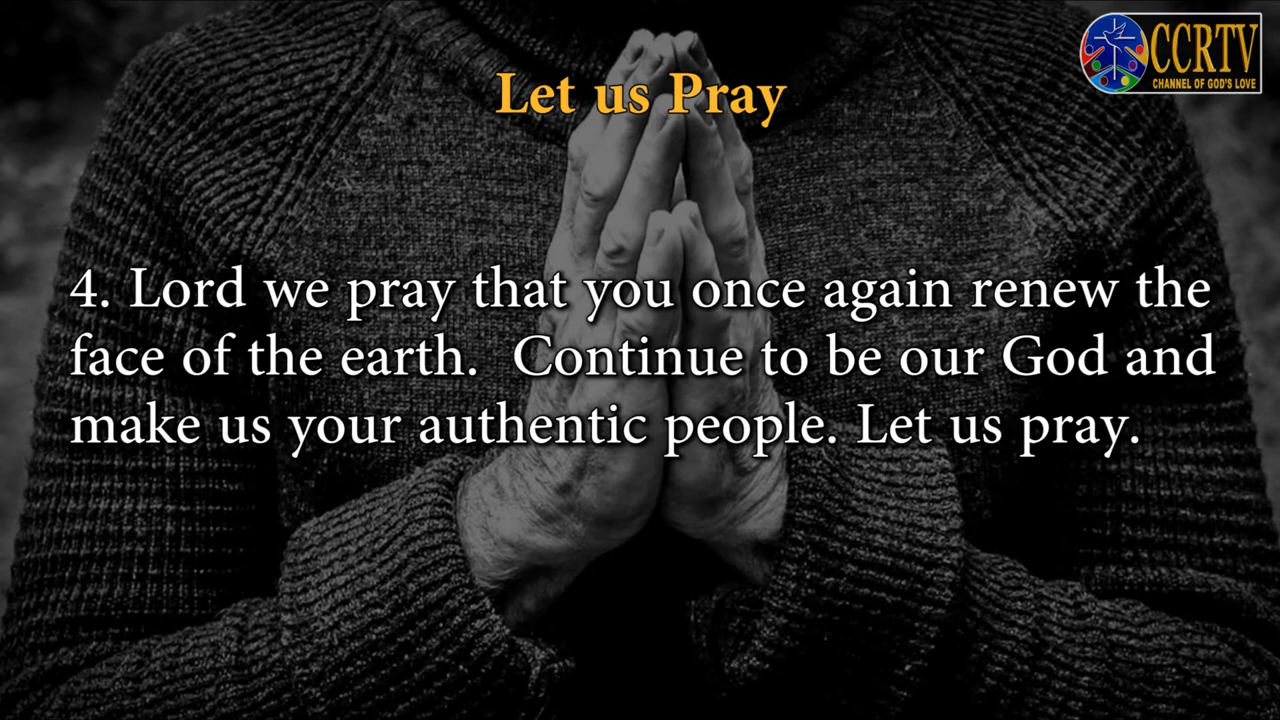 CCRTV
CHANNEL OF GOD'S LOVE
Let us Pray
4. Lord we pray that you once again renew the
face of the earth.  Continue to be our God and
make us your authentic people. Let us pray.